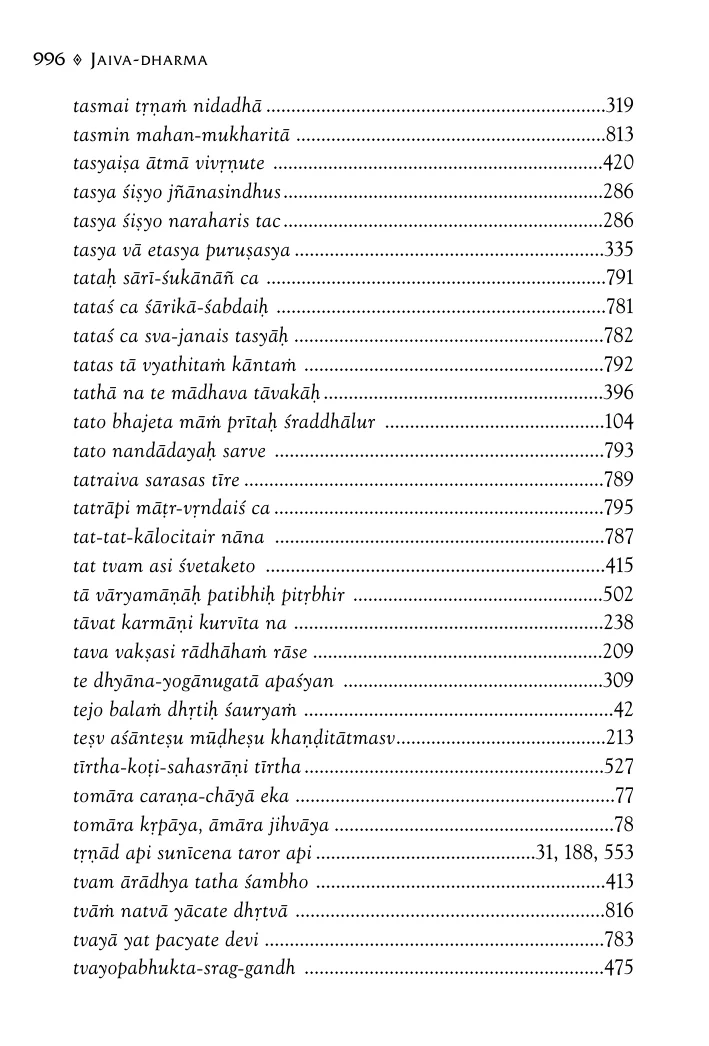 996 ◊ JAIVA-DHARMA
tasmai tṛṇaṁ nidadhā ..................................................................319
tasmin mahan-mukharitā ............................................................813
tasyaiṣa ātmā vivṛṇute ................................................................420
tasya śiṣyo jñānasindhus..............................................................286
tasya śiṣyo naraharis tac..............................................................286
tasya vā etasya puruṣasya ............................................................335
tataḥ sārī-śukānāñ ca ..................................................................791
tataś ca śārikā-śabdaiḥ ................................................................781
tataś ca sva-janais tasyāḥ ............................................................782
tatas tā vyathitaṁ kāntaṁ ..........................................................792
tathā na te mādhava tāvakāḥ......................................................396
tato bhajeta māṁ prītaḥ śraddhālur ..........................................104
tato nandādayaḥ sarve ................................................................793
tatraiva sarasas tīre ......................................................................789
tatrāpi māṭr-vṛndaiś ca ................................................................795
tat-tat-kālocitair nāna ................................................................787
tat tvam asi śvetaketo ..................................................................415
tā vāryamāṇāḥ patibhiḥ pitṛbhir ................................................502
tāvat karmāṇi kurvīta na ............................................................238
tava vakṣasi rādhāhaṁ rāse ........................................................209
te dhyāna-yogānugatā apaśyan ..................................................309
tejo balaṁ dhṛtiḥ śauryaṁ ............................................................42
teṣv aśānteṣu mūḍheṣu khaṇḍitātmasv........................................213
tīrtha-koṭi-sahasrāṇi tīrtha ..........................................................527
tomāra caraṇa-chāyā eka ..............................................................77
tomāra kṛpāya, āmāra jihvāya ......................................................78
tṛṇād api sunīcena taror api ..........................................31, 188, 553
tvam ārādhya tatha śambho ........................................................413
tvāṁ natvā yācate dhṛtvā ............................................................816
tvayā yat pacyate devi ..................................................................783
tvayopabhukta-srag-gandh ..........................................................475